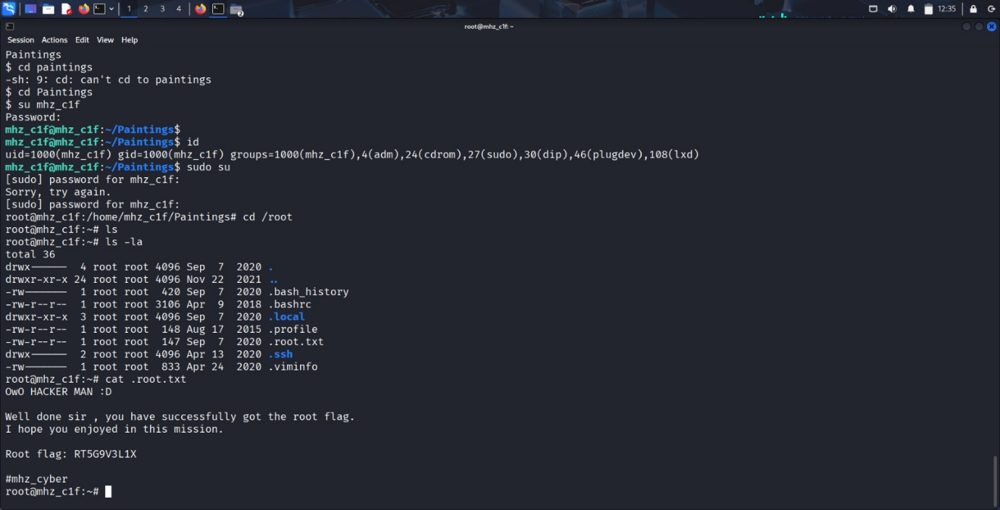 1 2 3 4 2 12:35
root@mhz_c1f: ~
Session Actions Edit View Help
Paintings
$ cd paintings
-sh: 9: cd: can't cd to paintings
$ cd Paintings
$ su mhz_c1f
Password:
mhz_c1f@mhz_c1f:~/Paintings$
mhz_c1f@mhz_c1f:~/Paintings$ id
uid=1000(mhz_c1f) gid=1000(mhz_c1f) groups=1000(mhz_c1f),4(adm),24(cdrom),27(sudo),30(dip),46(plugdev),108(lxd)
mhz_c1f@mhz_c1f:~/Paintings$ sudo su
[sudo] password for mhz_c1f:
Sorry, try again.
[sudo] password for mhz_c1f:
root@mhz_c1f:/home/mhz_c1f/Paintings# cd /root
root@mhz_c1f:~# ls
root@mhz_c1f:~# ls -la
total 36
drwx------  4 root root 4096 Sep  7  2020 .
drwxr-xr-x 24 root root 4096 Nov 22  2021 ..
-rw-------  1 root root  420 Sep  7  2020 .bash_history
-rw-r--r--  1 root root 3106 Apr  9  2018 .bashrc
drwxr-xr-x  3 root root 4096 Sep  7  2020 .local
-rw-r--r--  1 root root  148 Aug 17  2015 .profile
-rw-r--r--  1 root root  147 Sep  7  2020 .root.txt
drwx------  2 root root 4096 Apr 13  2020 .ssh
-rw-------  1 root root  833 Apr 24  2020 .viminfo
root@mhz_c1f:~# cat .root.txt
OwO HACKER MAN :D
Well done sir , you have successfully got the root flag.
I hope you enjoyed in this mission.
Root flag: RT5G9V3L1X
#mhz_cyber
root@mhz_c1f:~#